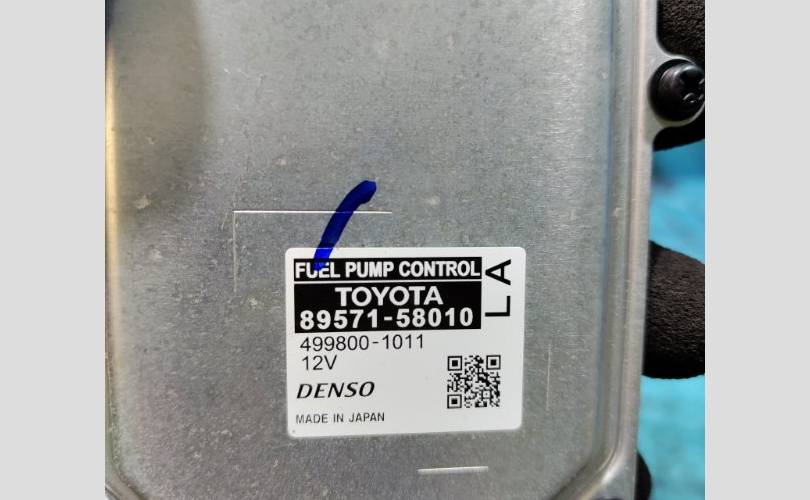 FUEL PUMP CONTROL
TOYOTA
89571-58010
LA
499800-1011
12V
DENSO
MADE IN JAPAN